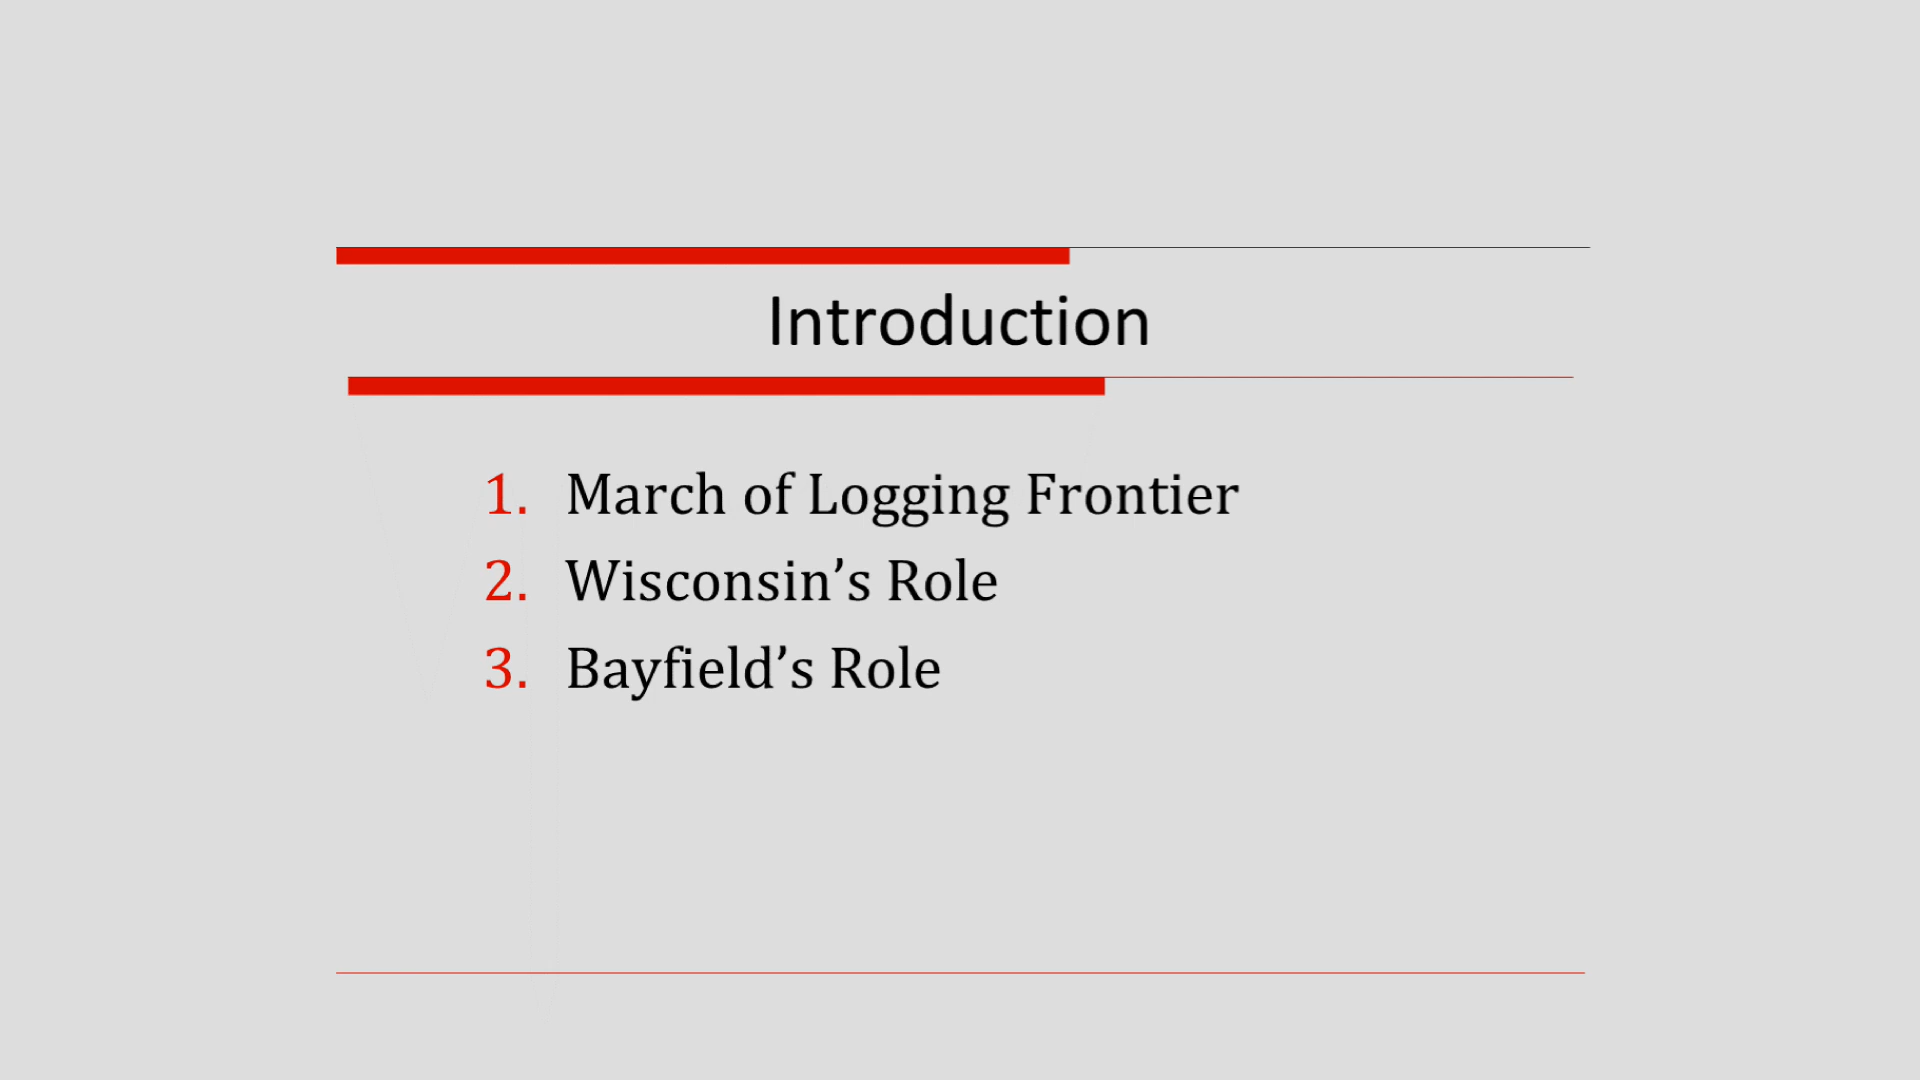 Introduction
1. March of Logging Frontier
2. Wisconsin’s Role
3. Bayfield’s Role